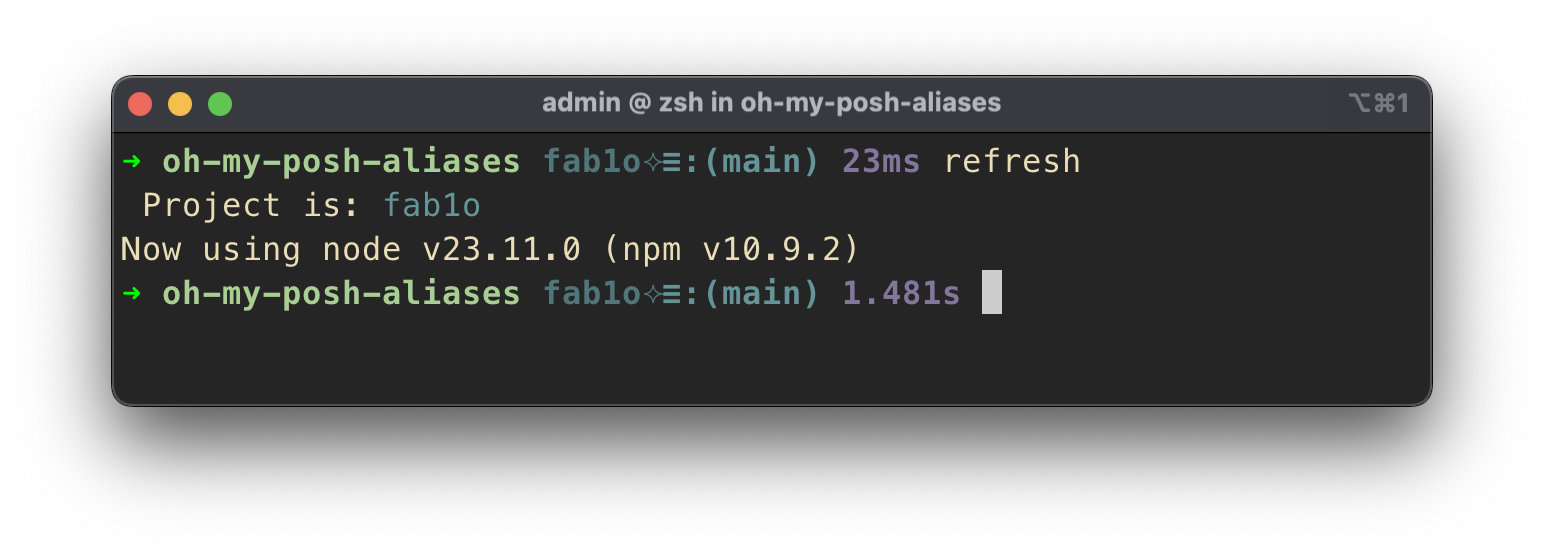 admin @ zsh in oh-my-posh-aliases ⌥⌘1
➜ oh-my-posh-aliases fab1o✧≡:(main) 23ms refresh
Project is: fab1o
Now using node v23.11.0 (npm v10.9.2)
➜ oh-my-posh-aliases fab1o✧≡:(main) 1.481s